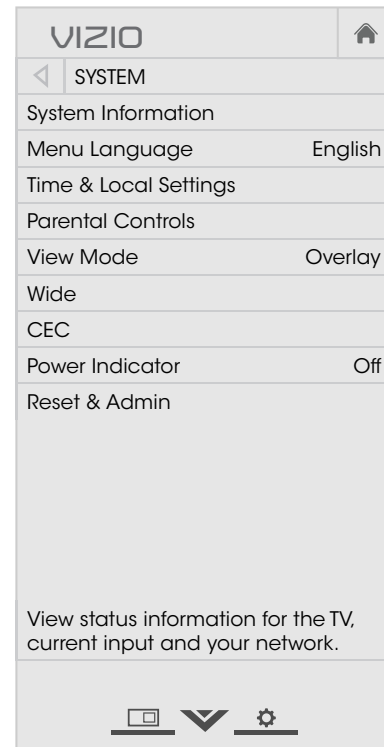 VIZIO
SYSTEM
System Information
Menu Language English
Time & Local Settings
Parental Controls
View Mode Overlay
Wide
CEC
Power Indicator Off
Reset & Admin
View status information for the TV,
current input and your network.